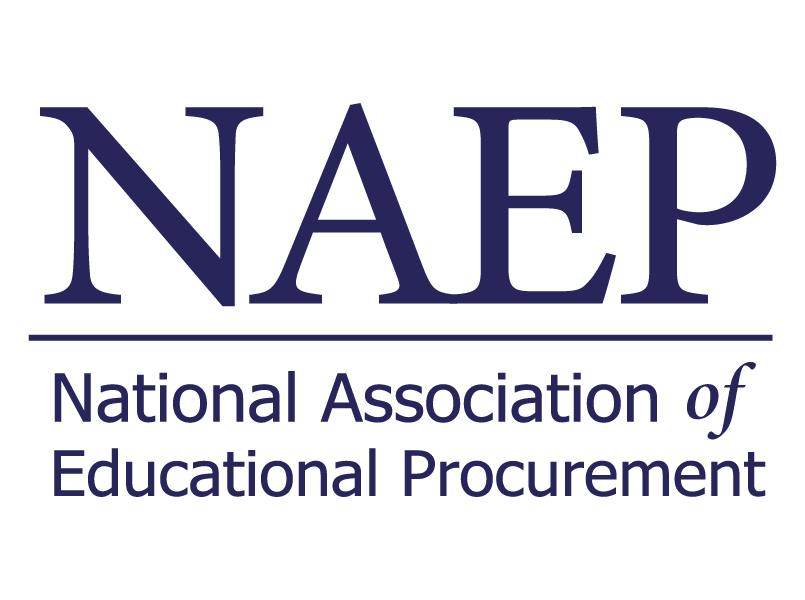 NAEP
National Association of
Educational Procurement